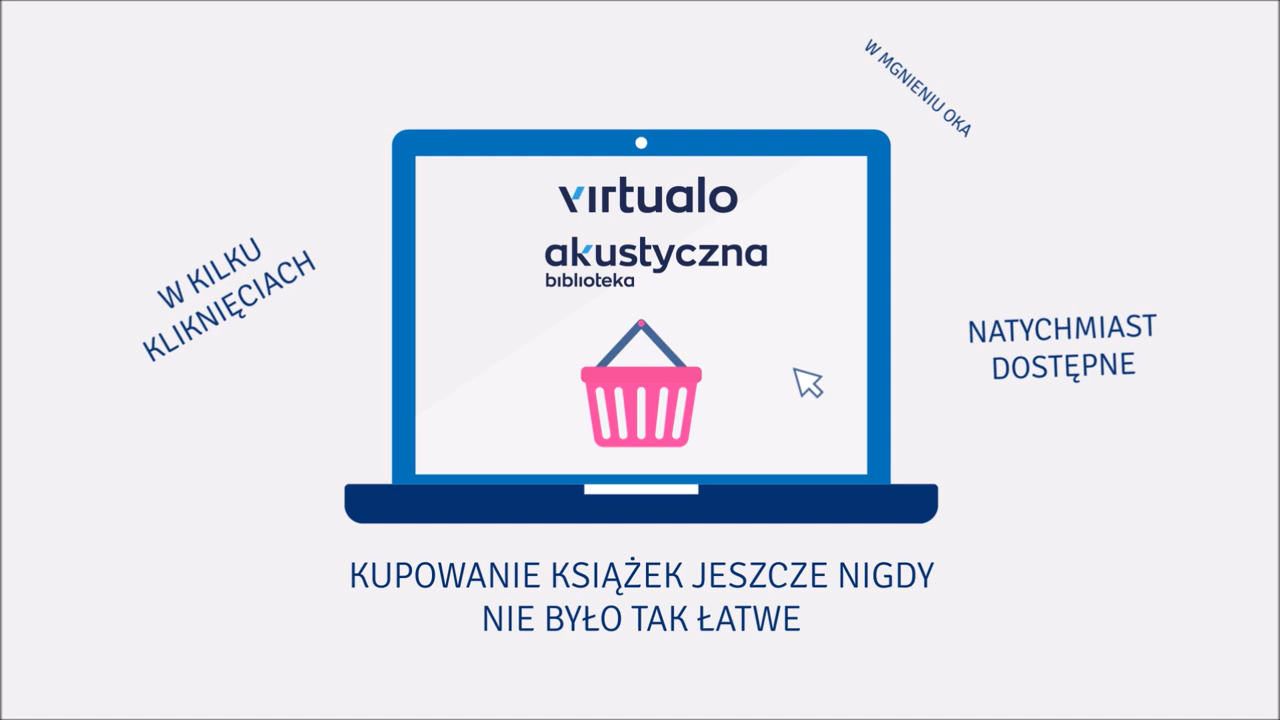 W MGNIENIU OKA
virtualo
akustyczna
biblioteka
W KILKU
KLIKNIĘCIACH
NATYCHMIAST
DOSTĘPNE
KUPOWANIE KSIĄŻEK JESZCZE NIGDY
NIE BYŁO TAK ŁATWE